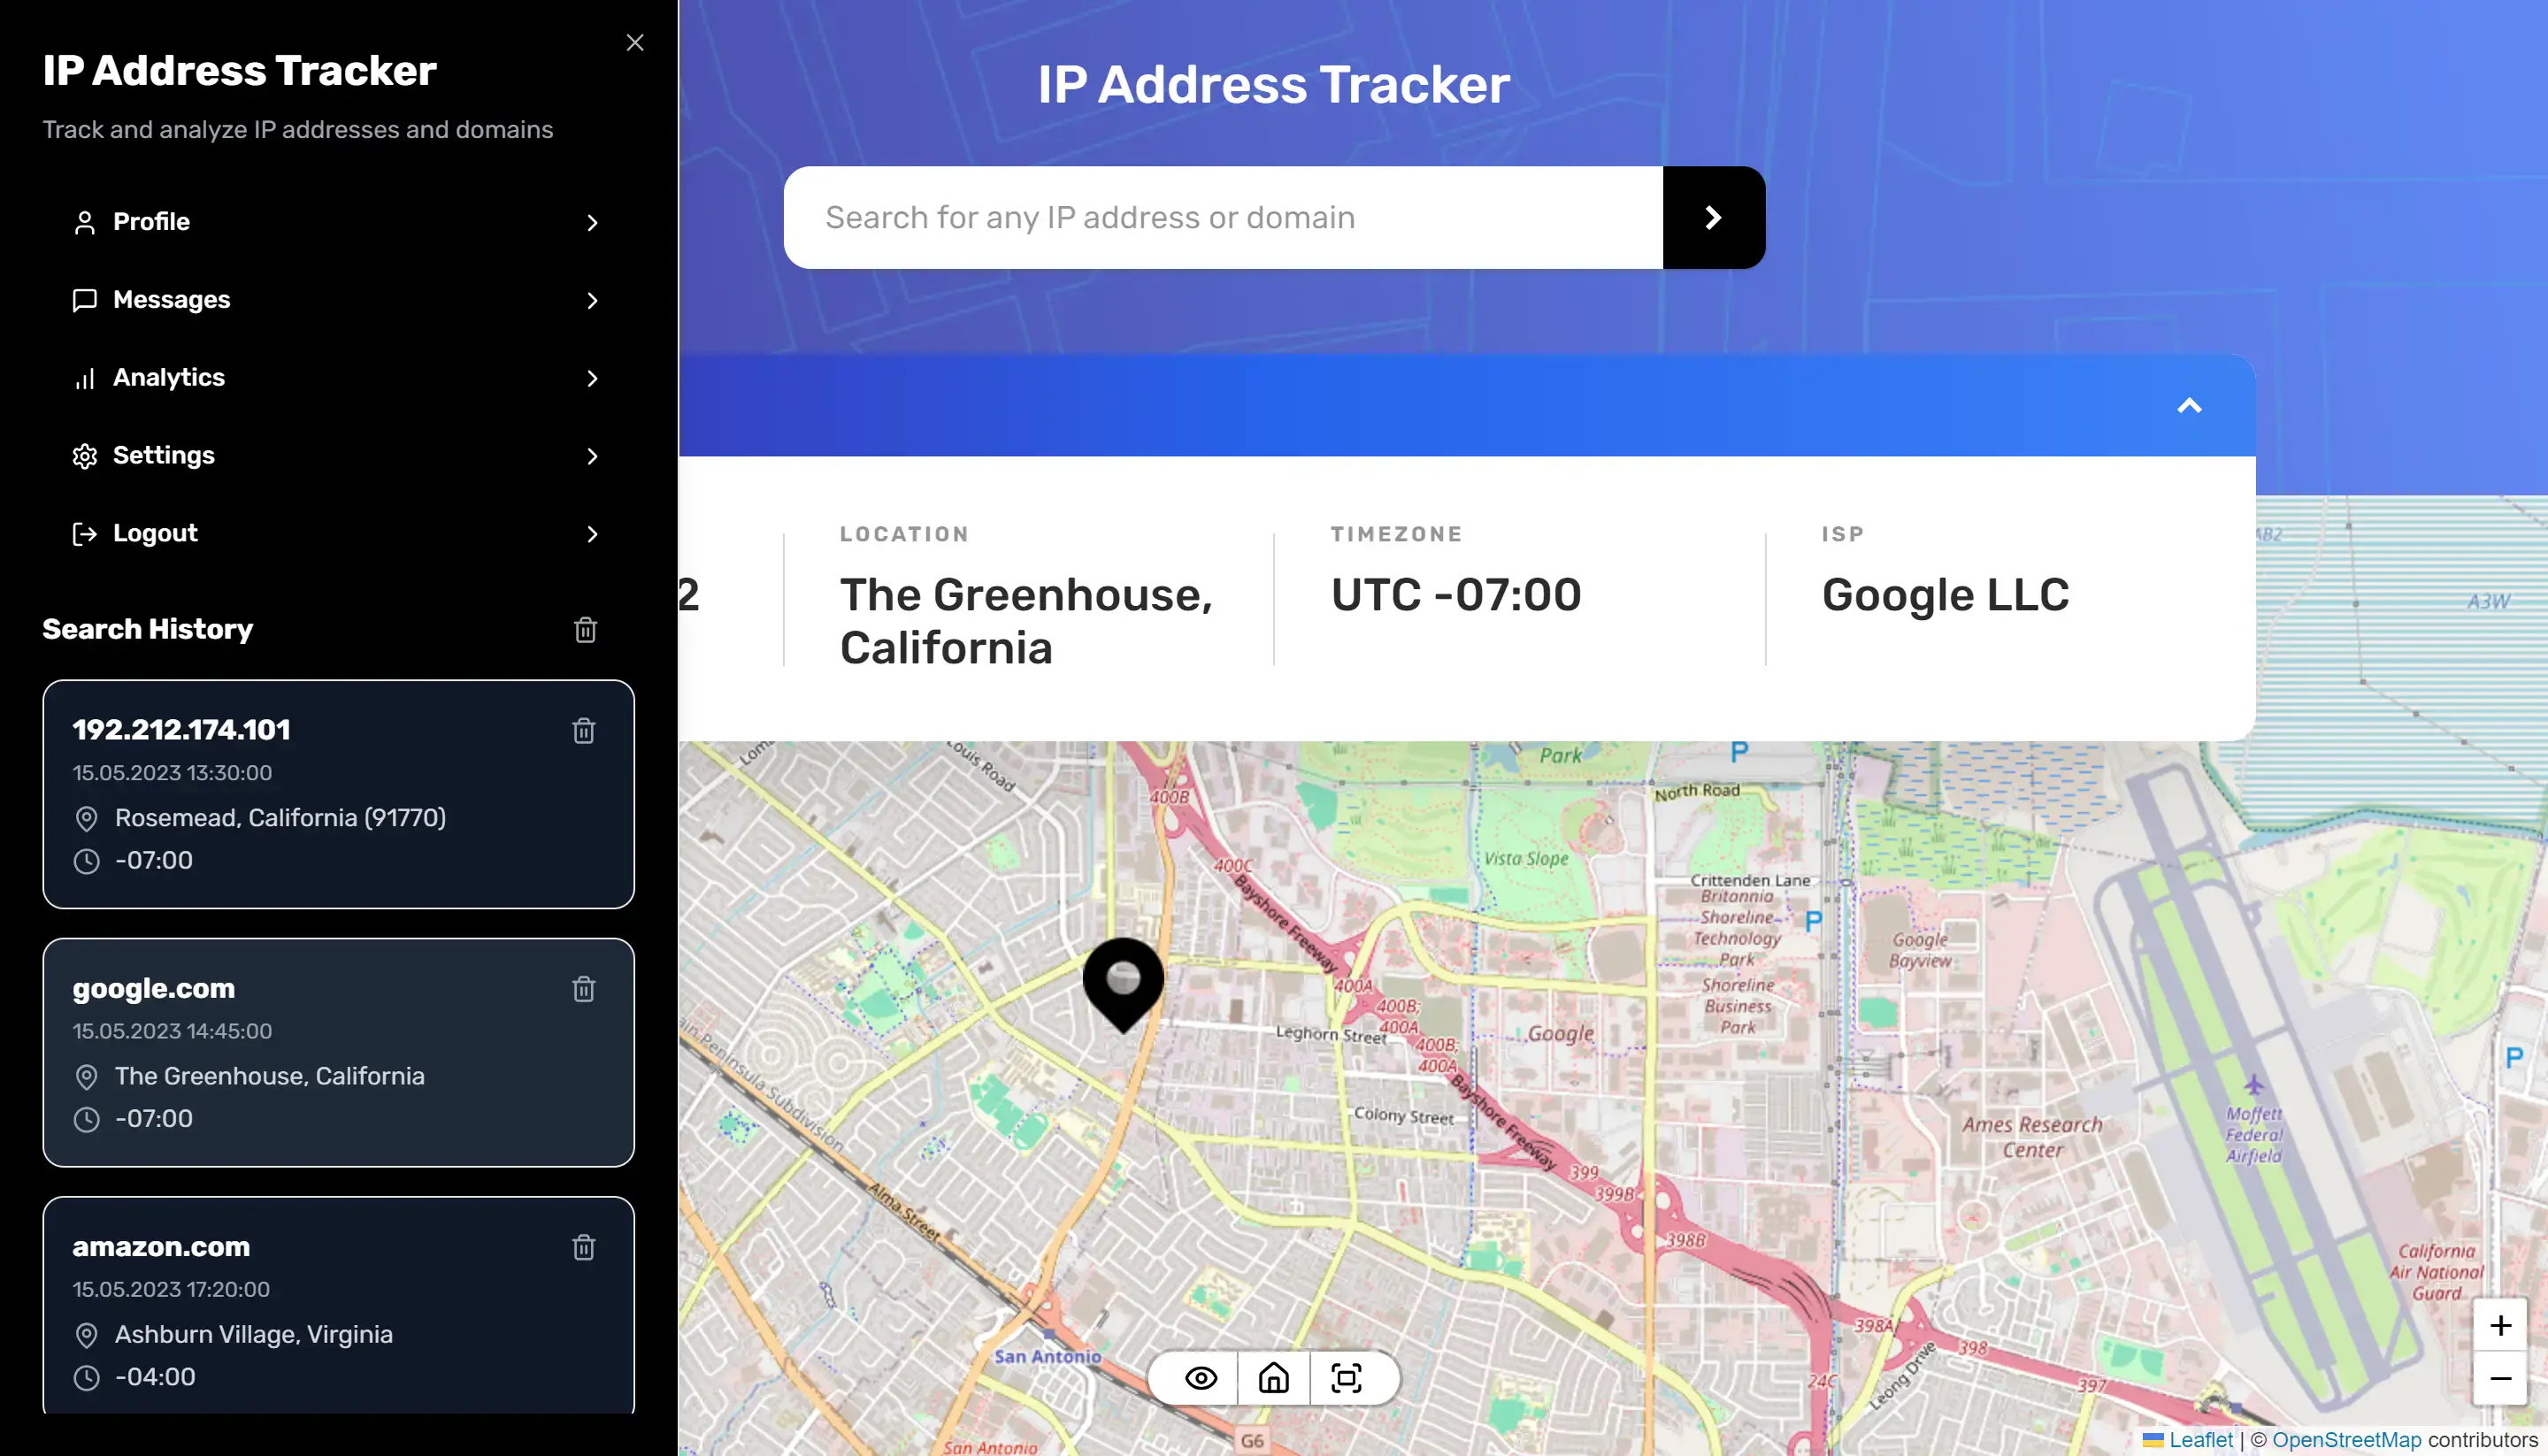 IP Address Tracker
Track and analyze IP addresses and domains
Profile
Messages
Analytics
Settings
Logout
Search History
192.212.174.101
15.05.2023 13:30:00
Rosemead, California (91770)
-07:00
google.com
15.05.2023 14:45:00
The Greenhouse, California
-07:00
amazon.com
15.05.2023 17:20:00
Ashburn Village, Virginia
-04:00
IP Address Tracker
Search for any IP address or domain
2
LOCATION
The Greenhouse,
California
TIMEZONE
UTC -07:00
ISP
Google LLC
A3W
Louis Road
Park
P
400B
North Road
400C
Vista Slope
Bayshore Freeway
Crittenden Lane
Britannia
Shoreline
Technology
Park
P
Google
Bayview
Shoreline
Business
Park
400A
400B;
400A
Leghorn Street
Google
400B;
400A
P
Bayshore Freeway
Peninsula Subdivision
Colony Street
Moffett
Federal
Airfield
Ames Research
Center
399
399B
Alma Street
398B
California
Air National
Guard
398A
398
San Antonio
24C
Leong Drive
397
G6
San Antonio
+
−
Leaflet | © OpenStreetMap contributors